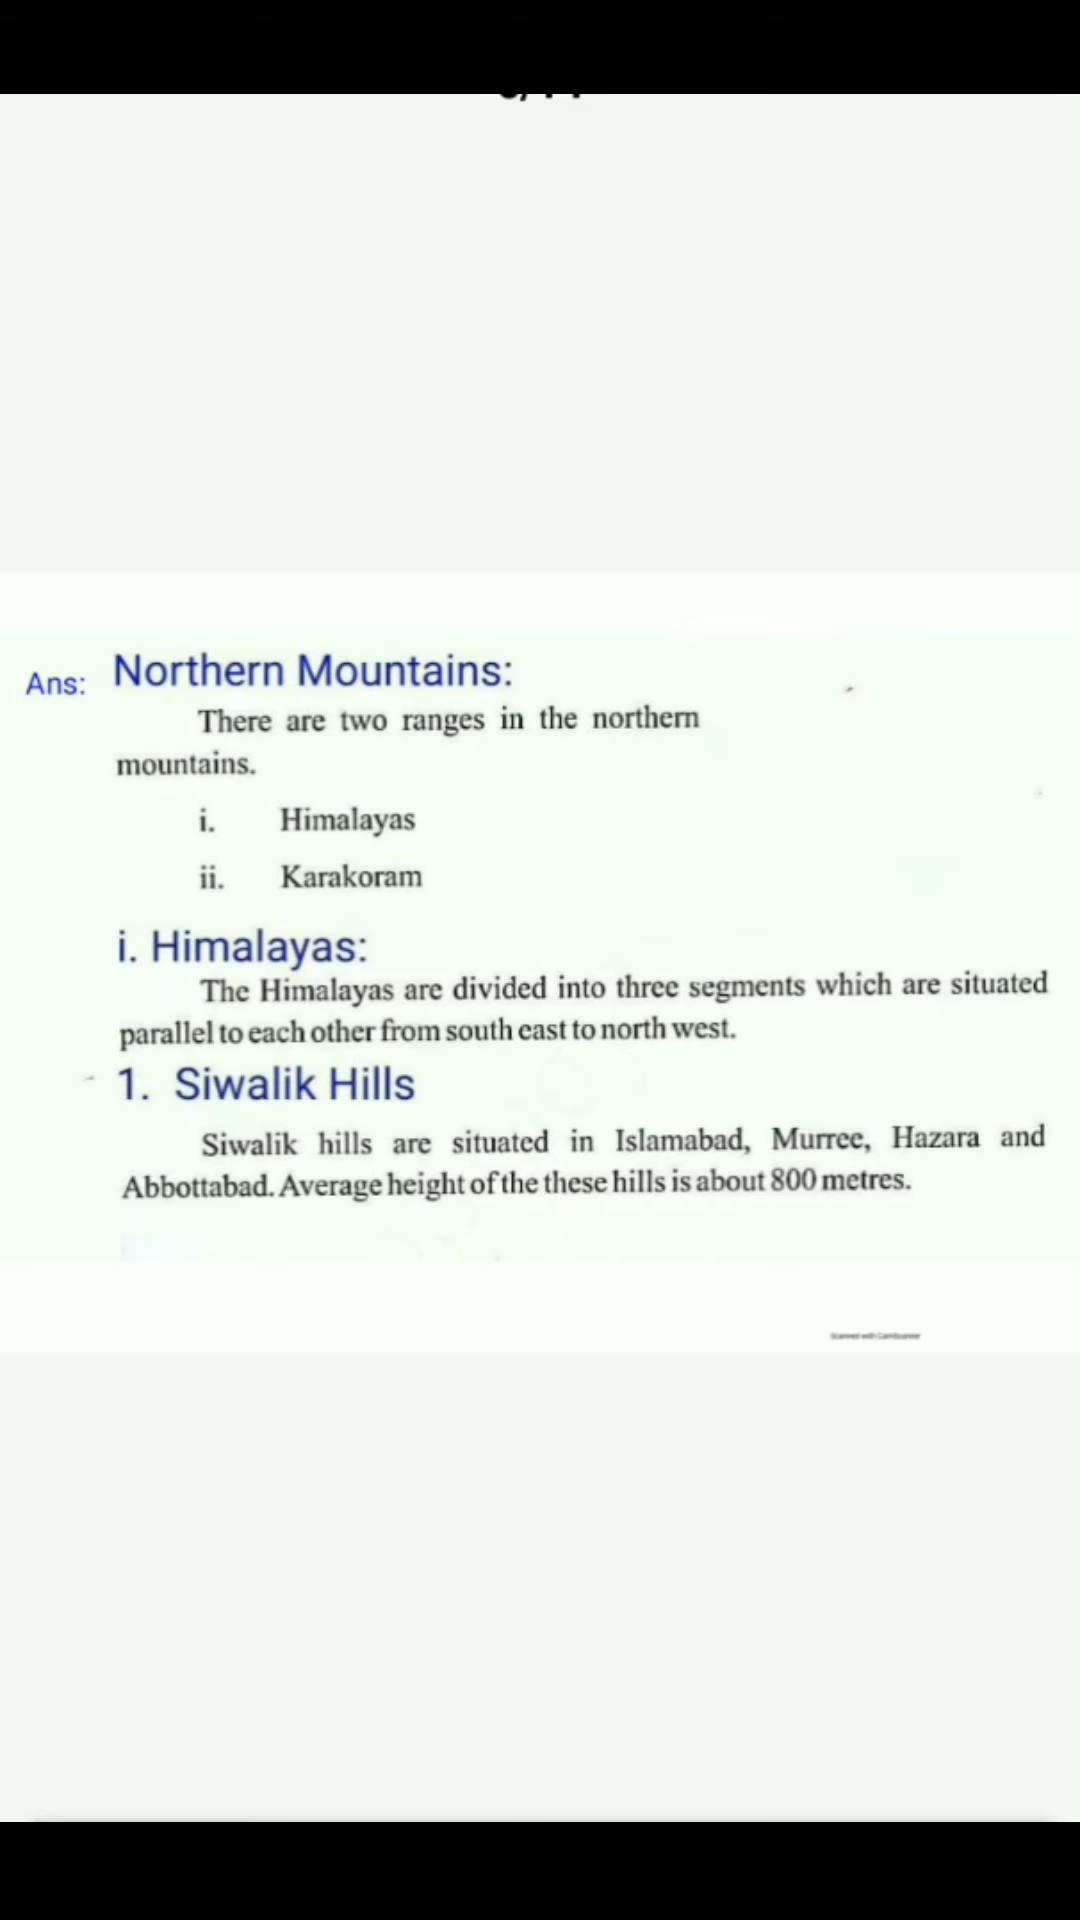 Ans: Northern Mountains:
There are two ranges in the northern
mountains.
i. Himalayas
ii. Karakoram
i. Himalayas:
The Himalayas are divided into three segments which are situated
parallel to each other from south east to north west.
1. Siwalik Hills
Siwalik hills are situated in Islamabad, Murree, Hazara and
Abbottabad. Average height of the these hills is about 800 metres.
Scanned with CamScanner